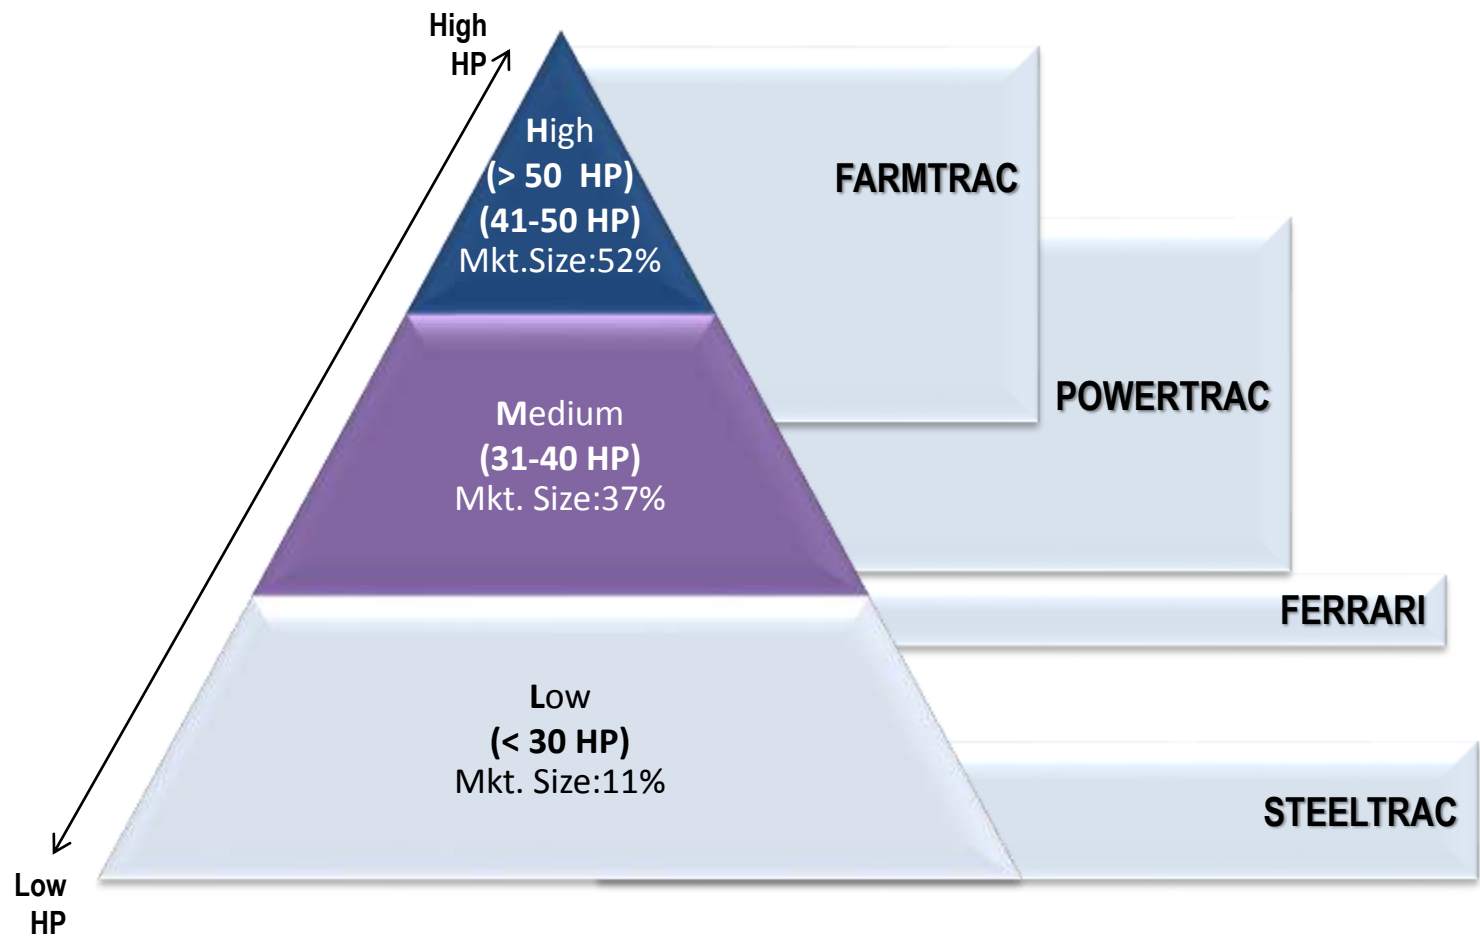 High
HP
High
(> 50  HP)
(41-50 HP)
Mkt.Size:52%
FARMTRAC
Medium
(31-40 HP)
Mkt. Size:37%
POWERTRAC
FERRARI
Low
(< 30 HP)
Mkt. Size:11%
STEELTRAC
Low
HP